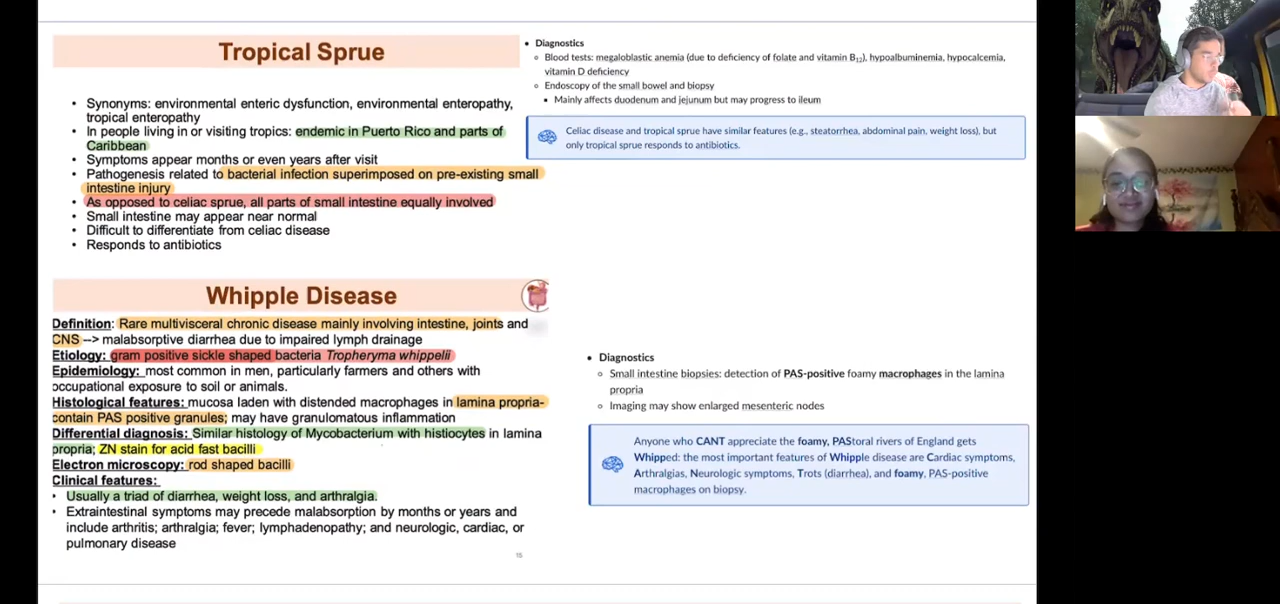 Tropical Sprue
• Synonyms: environmental enteric dysfunction, environmental enteropathy,
tropical enteropathy
• In people living in or visiting tropics: endemic in Puerto Rico and parts of
Caribbean
• Symptoms appear months or even years after visit
• Pathogenesis related to bacterial infection superimposed on pre-existing small
intestine injury
• As opposed to celiac sprue, all parts of small intestine equally involved
• Small intestine may appear near normal
• Difficult to differentiate from celiac disease
• Responds to antibiotics
• Diagnostics
Blood tests: megaloblastic anemia (due to deficiency of folate and vitamin B12), hypoalbuminemia, hypocalcemia,
vitamin D deficiency
Endoscopy of the small bowel and biopsy
Mainly affects duodenum and jejunum but may progress to ileum
Celiac disease and tropical sprue have similar features (e.g., steatorrhea, abdominal pain, weight loss), but
only tropical sprue responds to antibiotics.
Whipple Disease
Definition: Rare multivisceral chronic disease mainly involving intestine, joints and
CNS --> malabsorptive diarrhea due to impaired lymph drainage
Etiology: gram positive sickle shaped bacteria Tropheryma whippelii
Epidemiology: most common in men, particularly farmers and others with
occupational exposure to soil or animals.
Histological features: mucosa laden with distended macrophages in lamina propria-
contain PAS positive granules; may have granulomatous inflammation
Differential diagnosis: Similar histology of Mycobacterium with histiocytes in lamina
propria; ZN stain for acid fast bacilli
Electron microscopy: rod shaped bacilli
Clinical features:
• Usually a triad of diarrhea, weight loss, and arthralgia.
• Extraintestinal symptoms may precede malabsorption by months or years and
include arthritis; arthralgia; fever; lymphadenopathy; and neurologic, cardiac, or
pulmonary disease
15
• Diagnostics
Small intestine biopsies: detection of PAS-positive foamy macrophages in the lamina
propria
Imaging may show enlarged mesenteric nodes
Anyone who CANT appreciate the foamy, PAStoral rivers of England gets
Whipped: the most important features of Whipple disease are Cardiac symptoms,
Arthralgias, Neurologic symptoms, Trots (diarrhea), and foamy, PAS-positive
macrophages on biopsy.